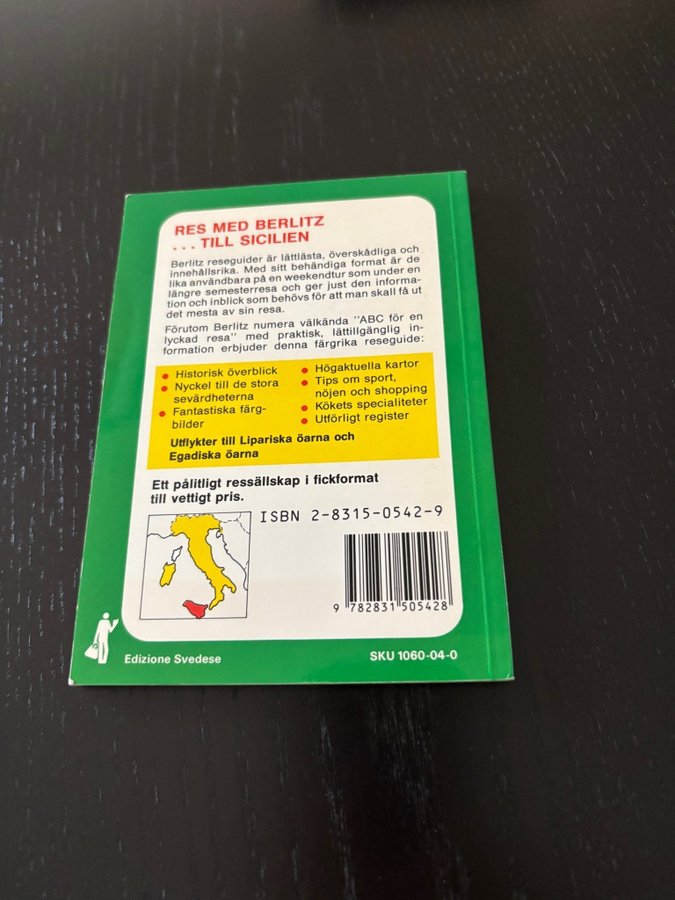 RES MED BERLITZ
... TILL SICILIEN
Berlitz reseguider är lättlästa, överskådliga och
innehållsrika. Med sitt behändiga format är de
lika användbara på en weekendtur som under en
längre semesterresa och ger just den informa-
tion och inblick som behövs för att man skall få ut
det mesta av sin resa.
Förutom Berlitz numera välkända "ABC för en
lyckad resa" med praktisk, lättillgänglig in-
formation erbjuder denna färgrika reseguide:
● Historisk överblick
● Nyckel till de stora
sevärdheterna
● Fantastiska färg-
bilder
● Högaktuella kartor
● Tips om sport,
nöjen och shopping
● Kökets specialiteter
● Utförligt register
Utflykter till Lipariska öarna och
Egadiska öarna
Ett pålitligt ressällskap i fickformat
till vettigt pris.
ISBN 2-8315-0542-9
9 782831 505428
Edizione Svedese
SKU 1060-04-0